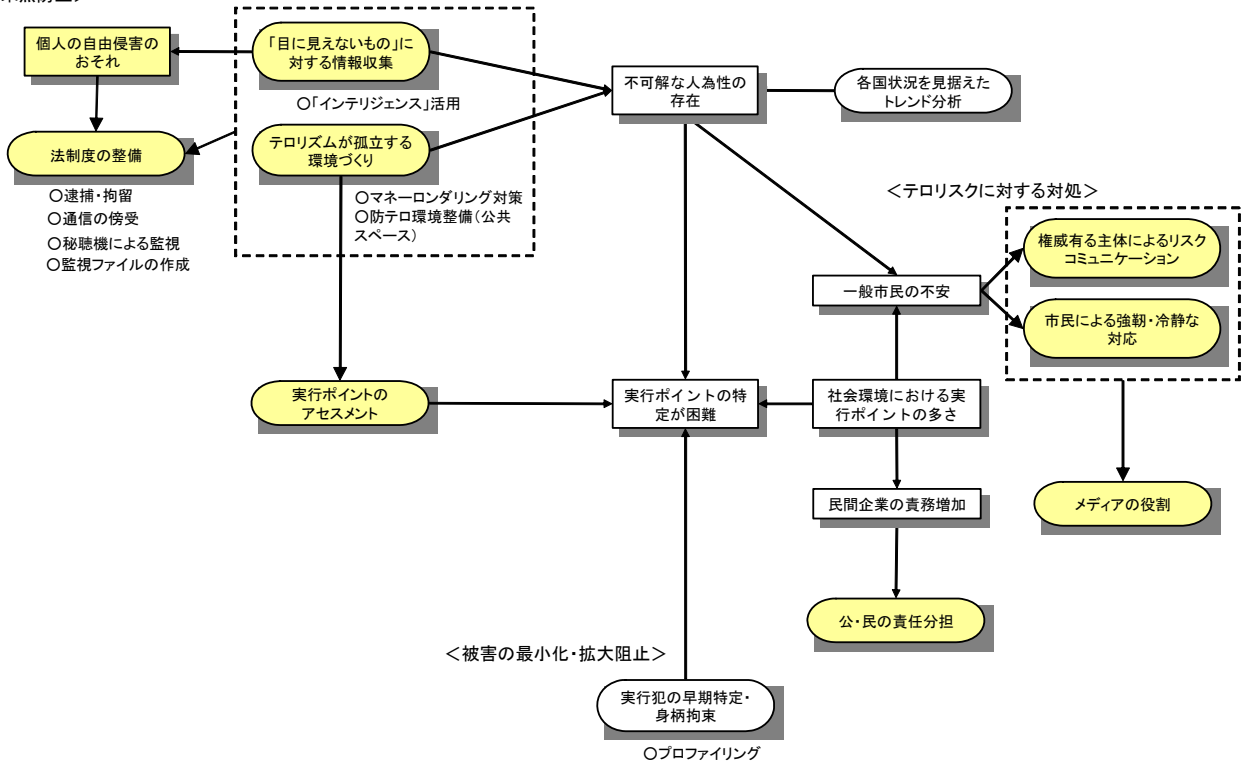 個人の自由侵害の
おそれ
「目に見えないもの」に
対する情報収集
不可解な人為性の
存在
各国状況を見据えた
トレンド分析
○「インテリジェンス」活用
法制度の整備
テロリズムが孤立する
環境づくり
○逮捕・拘留
○通信の傍受
○秘聴機による監視
○監視ファイルの作成
○マネーロンダリング対策
○防テロ環境整備(公共
スペース)
<テロリスクに対する対処>
権威有る主体によるリスク
コミュニケーション
一般市民の不安
市民による強靭・冷静な
対応
実行ポイントの
アセスメント
実行ポイントの特
定が困難
社会環境における実
行ポイントの多さ
民間企業の責務増加
メディアの役割
公・民の責任分担
<被害の最小化・拡大阻止>
実行犯の早期特定・
身柄拘束
○プロファイリング